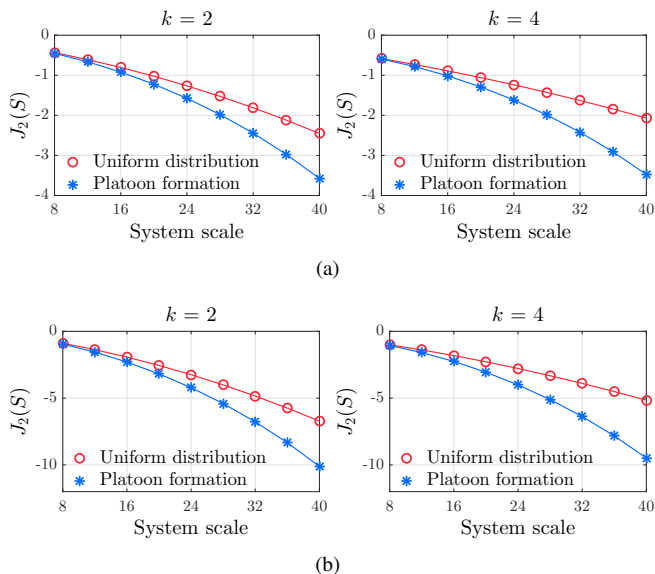 k = 2
k = 4
0
-1
-2
-3
-4
J₂(S)
Uniform distribution
Platoon formation
8 16 24 32 40
System scale
0
-1
-2
-3
-4
J₂(S)
Uniform distribution
Platoon formation
8 16 24 32 40
System scale
(a)
k = 2
k = 4
0
-5
-10
J₂(S)
Uniform distribution
Platoon formation
8 16 24 32 40
System scale
0
-5
-10
J₂(S)
Uniform distribution
Platoon formation
8 16 24 32 40
System scale
(b)